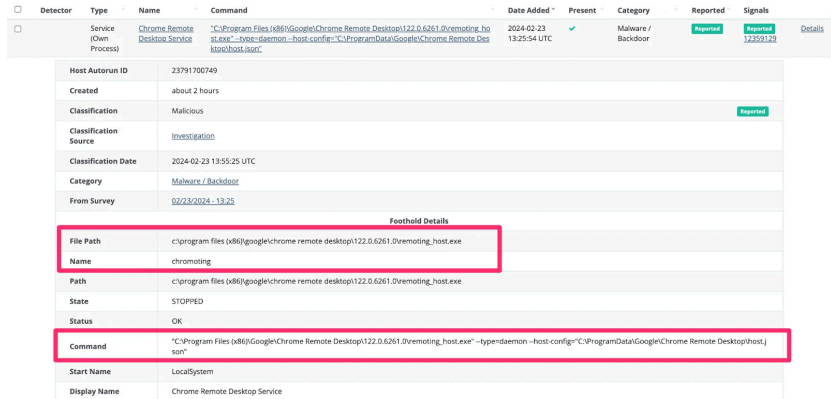 Detector Type Name Command Date Added Present Category Reported Signals
Service (Own Process) Chrome Remote Desktop Service "C:\Program Files (x86)\Google\Chrome Remote Desktop\122.0.6261.0\remoting_ho
st.exe" --type=daemon --host-config="C:\ProgramData\Google\Chrome Remote Des
ktop\host.json" 2024-02-23 13:25:54 UTC Malware / Backdoor Reported Reported 12359129 Details
Host Autorun ID 23791700749
Created about 2 hours
Classification Malicious Reported
Classification Source Investigation
Classification Date 2024-02-23 13:55:25 UTC
Category Malware / Backdoor
From Survey 02/23/2024 - 13:25
Foothold Details
File Path c:\program files (x86)\google\chrome remote desktop\122.0.6261.0\remoting_host.exe
Name chromoting
Path c:\program files (x86)\google\chrome remote desktop\122.0.6261.0\remoting_host.exe
State STOPPED
Status OK
Command "C:\Program Files (x86)\Google\Chrome Remote Desktop\122.0.6261.0\remoting_host.exe" --type=daemon --host-config="C:\ProgramData\Google\Chrome Remote Desktop\host.j
son"
Start Name LocalSystem
Display Name Chrome Remote Desktop Service